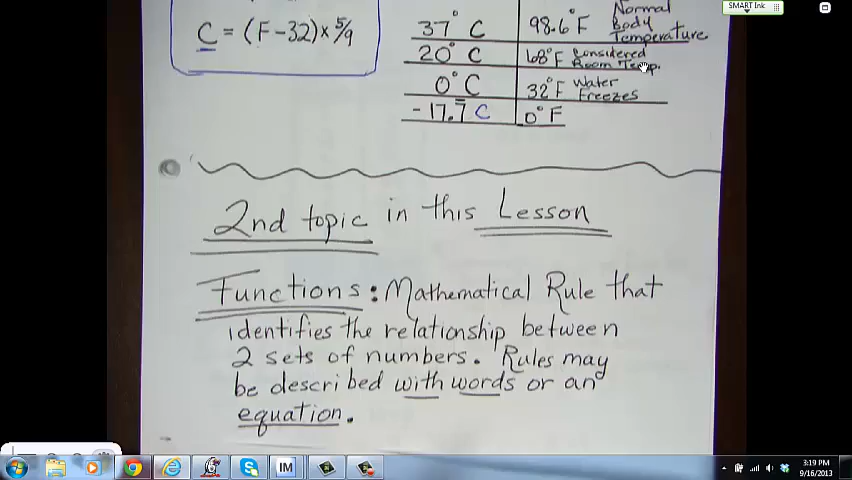 SMART Ink
Normal
C = (F-32)×5/9
37° C 98.6°F Body
Temperature
20° C 68°F Considered
Room Temp.
0° C 32°F Water
Freezes
-17.7̅ C 0° F
2nd topic in this Lesson
Functions: Mathematical Rule that
identifies the relationship between
2 sets of numbers. Rules may
be described with words or an
equation.
IM
3:19 PM
9/16/2013